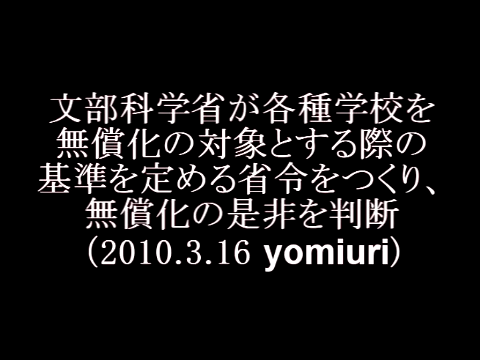 文部科学省が各種学校を
無償化の対象とする際の
基準を定める省令をつくり、
無償化の是非を判断
(2010.3.16 yomiuri)